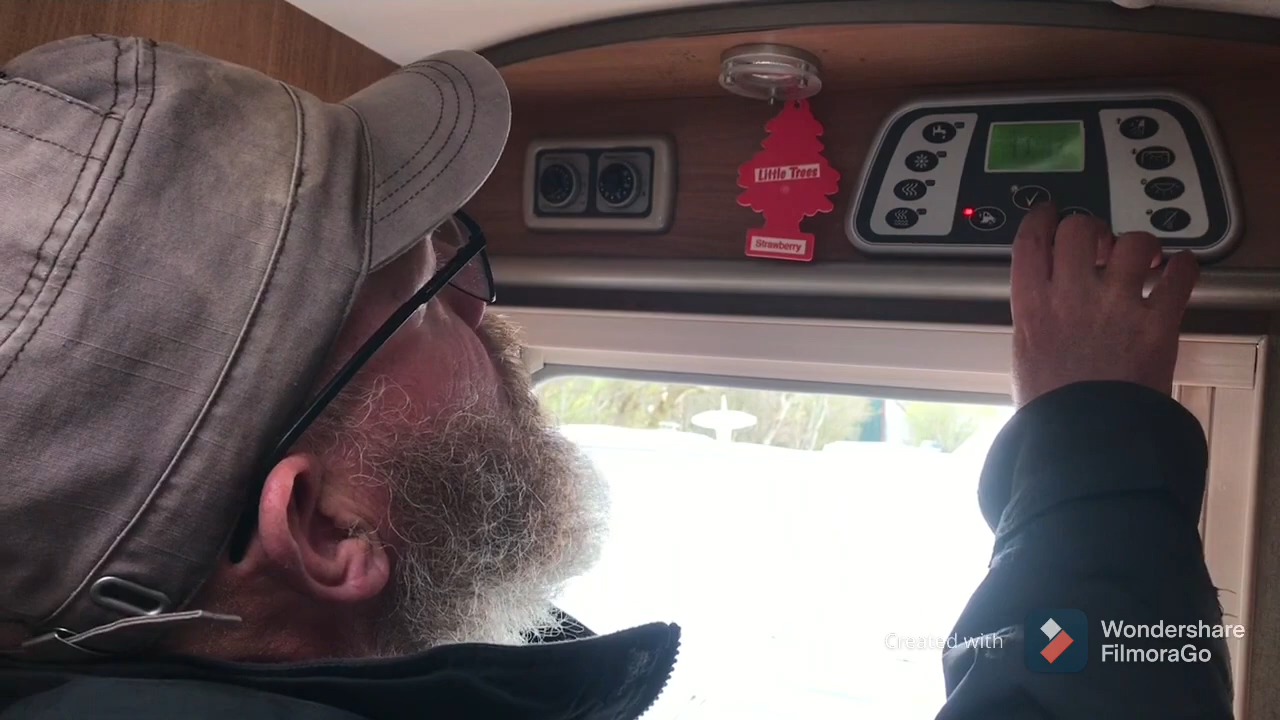 Little Trees
Strawberry
Created with
Wondershare
FilmoraGo